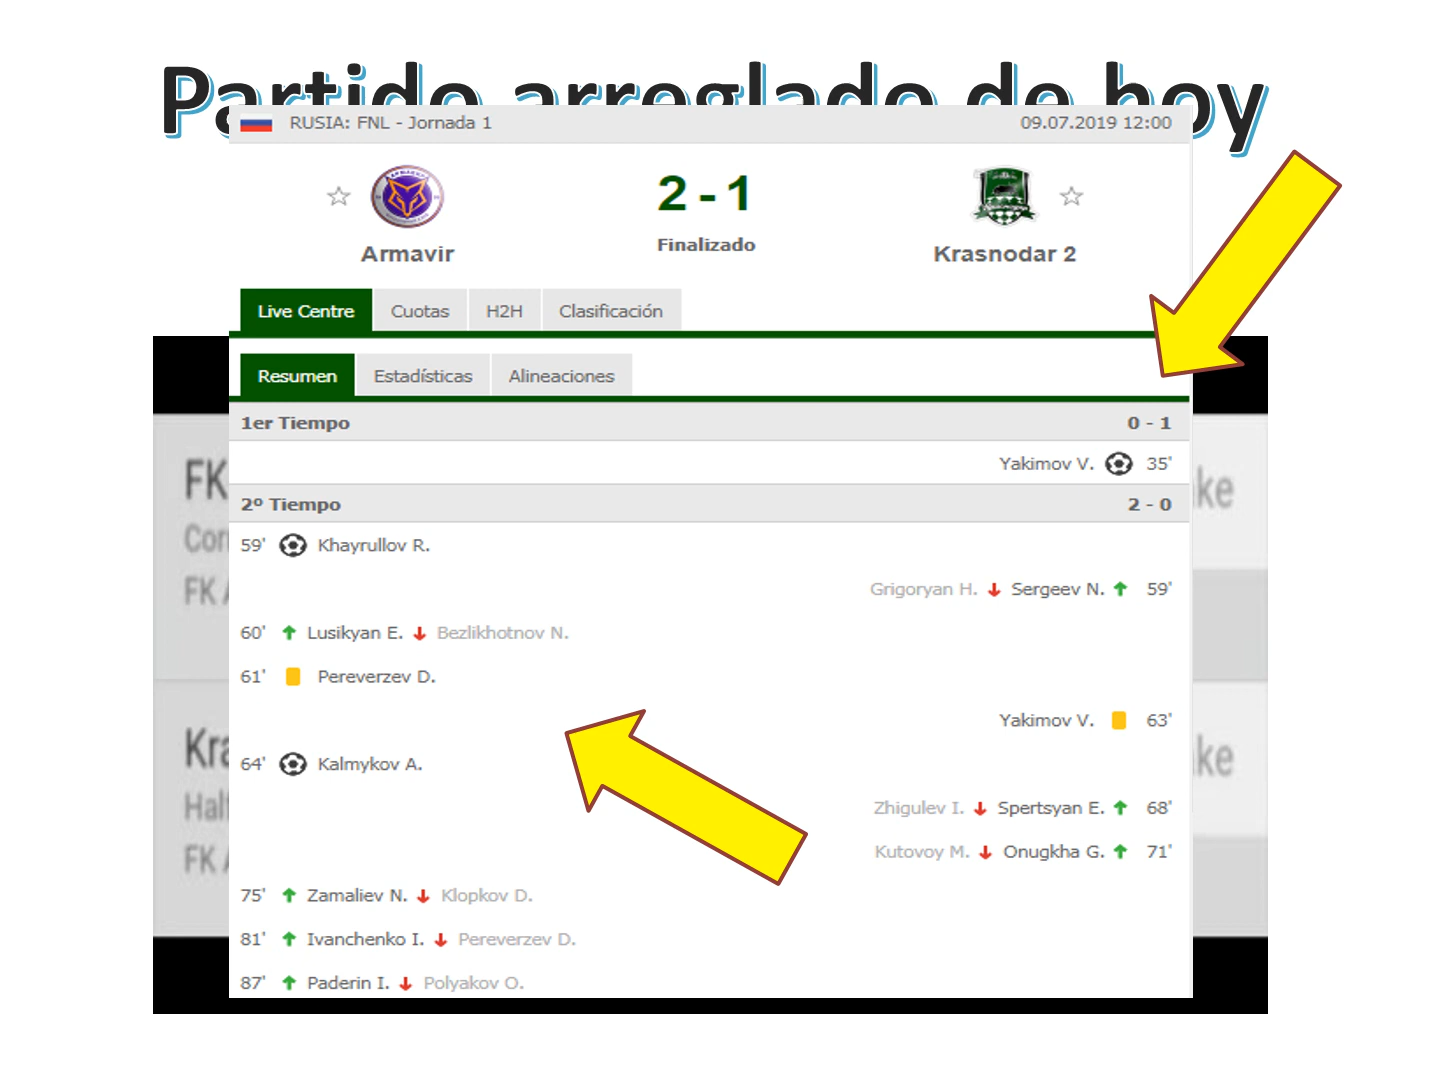 Partido arreglado de hoy
RUSIA: FNL - Jornada 1 09.07.2019 12:00
2 - 1
Finalizado
Armavir Krasnodar 2
Live Centre Cuotas H2H Clasificación
Resumen Estadísticas Alineaciones
1er Tiempo 0 - 1
Yakimov V. 35'
2º Tiempo 2 - 0
59' Khayrullov R.
Grigoryan H. Sergeev N. 59'
60' Lusikyan E. Bezlikhotnov N.
61' Pereverzev D.
Yakimov V. 63'
64' Kalmykov A.
Zhigulev I. Spertsyan E. 68'
Kutovoy M. Onugkha G. 71'
75' Zamaliev N. Klopkov D.
81' Ivanchenko I. Pereverzev D.
87' Paderin I. Polyakov O.
FK
FK